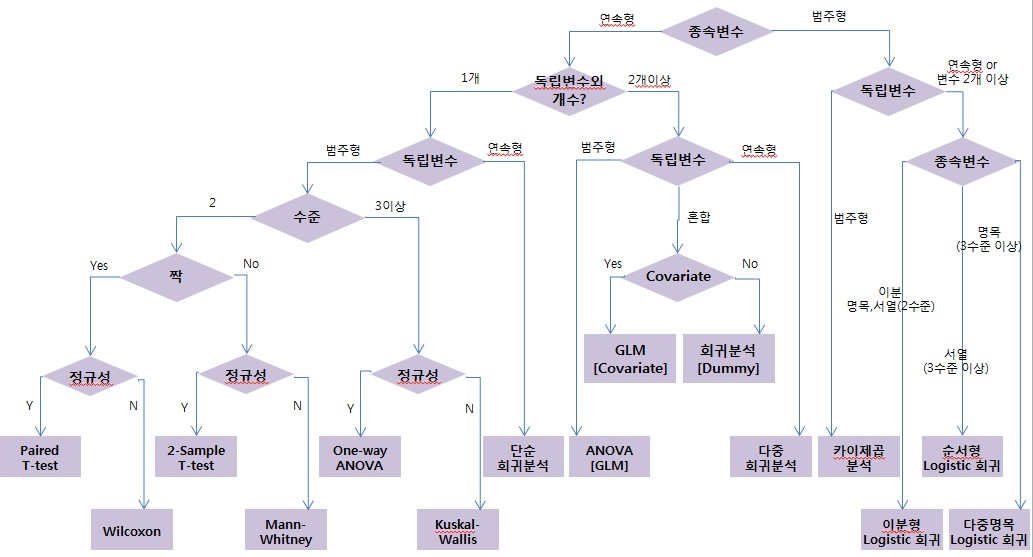 연속형
종속변수
범주형
1개
독립변수의
개수?
2개이상
독립변수
연속형 or
변수 2개 이상
범주형
독립변수
연속형
범주형
독립변수
연속형
종속변수
2
수준
3이상
혼합
범주형
명목
(3수준 이상)
Yes
짝
No
Yes
Covariate
No
이분
명목,서열(2수준)
GLM
[Covariate]
회귀분석
[Dummy]
서열
(3수준 이상)
정규성
정규성
정규성
Y
N
Y
N
Y
N
Paired
T-test
2-Sample
T-test
One-way
ANOVA
단순
회귀분석
ANOVA
[GLM]
다중
회귀분석
카이제곱
분석
순서형
Logistic 회귀
Wilcoxon
Mann-
Whitney
Kuskal-
Wallis
이분형
Logistic 회귀
다중명목
Logistic 회귀